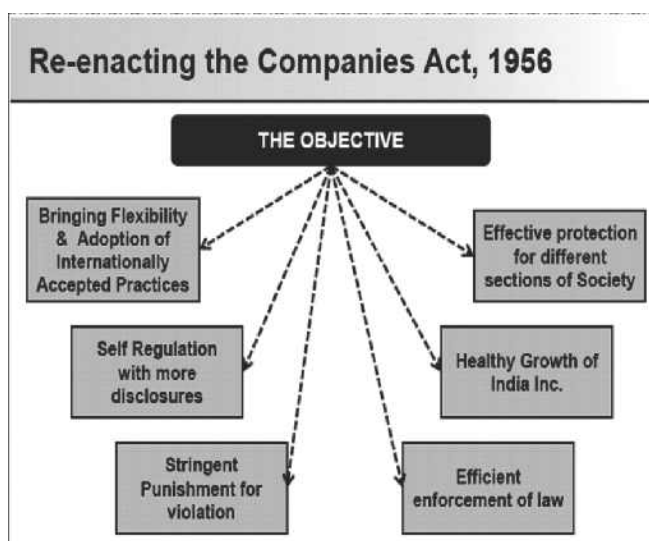 Re-enacting the Companies Act, 1956
THE OBJECTIVE
Bringing Flexibility
& Adoption of
Internationally
Accepted Practices
Effective protection
for different
sections of Society
Self Regulation
with more
disclosures
Healthy Growth of
India Inc.
Stringent
Punishment for
violation
Efficient
enforcement of law